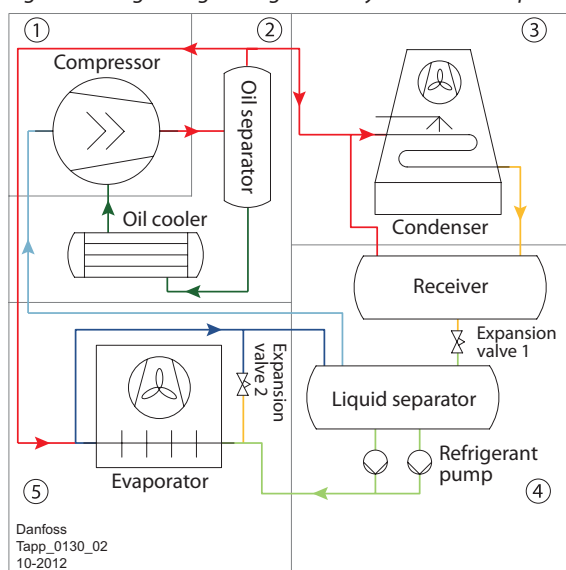 ①
②
③
Compressor
Oil separator
Oil cooler
Condenser
Receiver
Expansion
valve 1
Expansion
valve 2
Liquid separator
Refrigerant
pump
Evaporator
⑤
④
Danfoss
Tapp_0130_02
10-2012